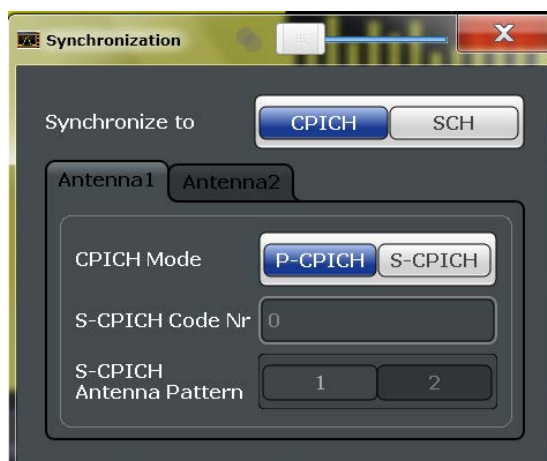 Synchronization
X
Synchronize to CPICH SCH
Antenna1 Antenna2
CPICH Mode P-CPICH S-CPICH
S-CPICH Code Nr 0
S-CPICH
Antenna Pattern 1 2